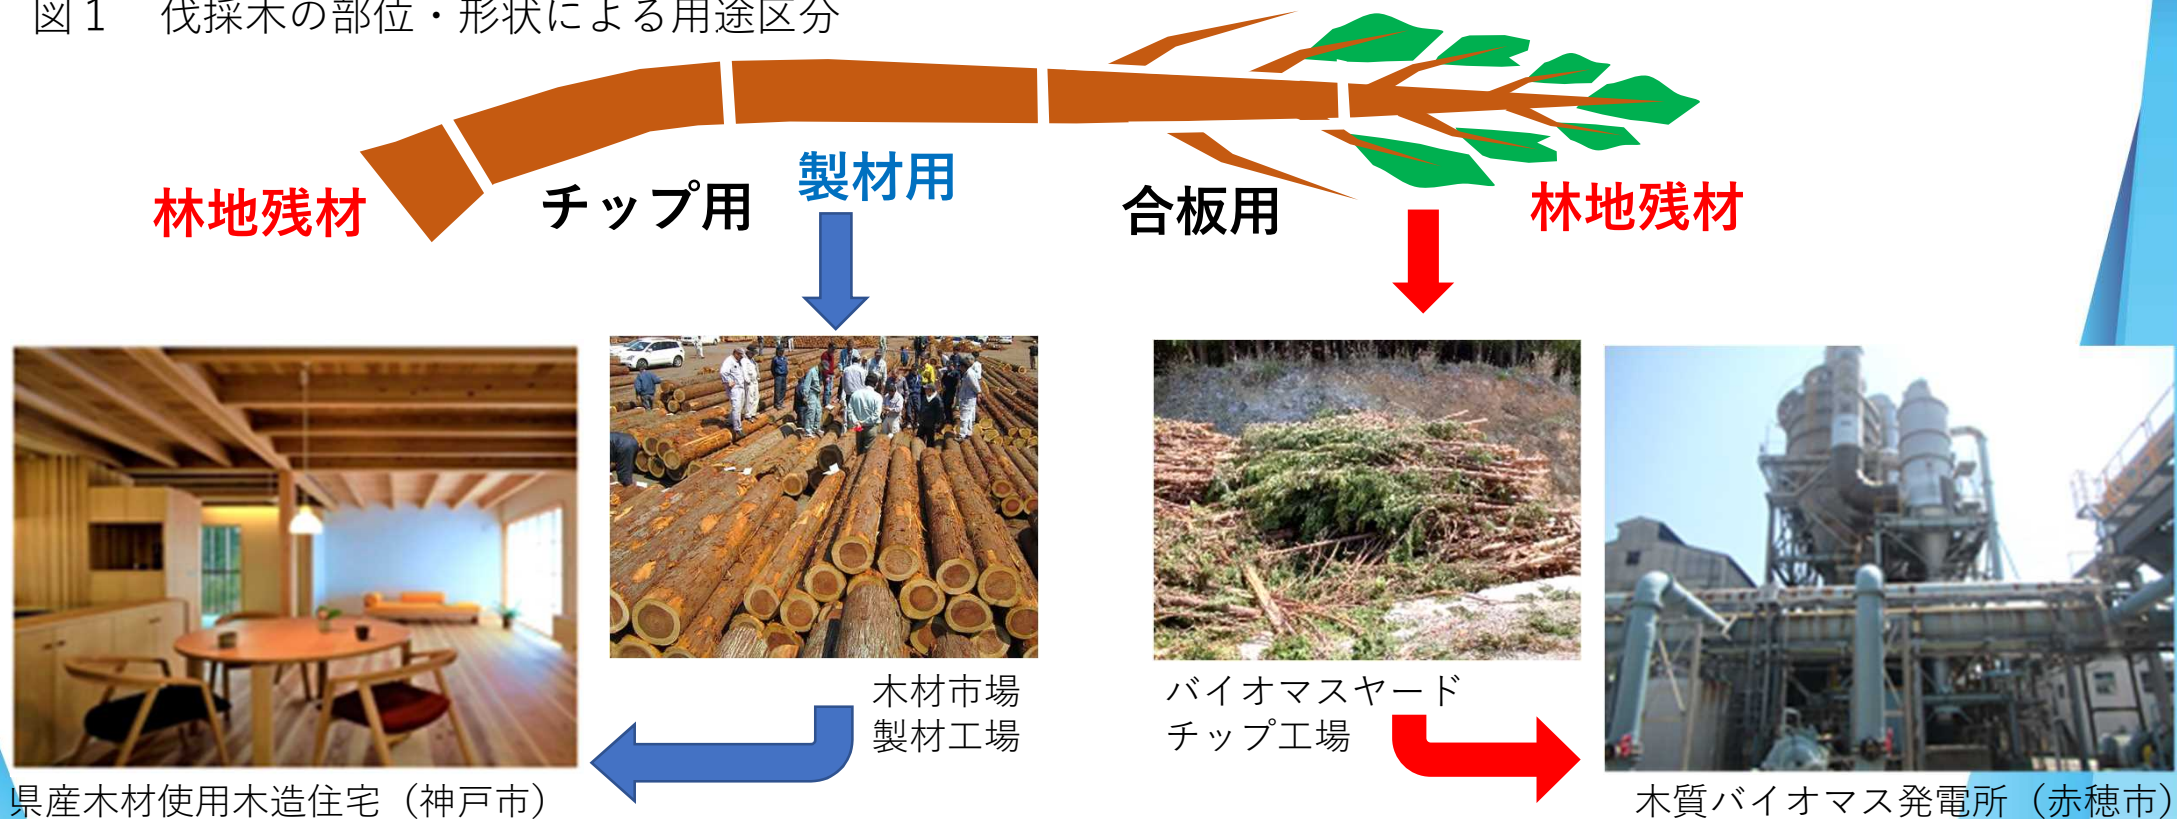 図１　伐採木の部位・形状による用途区分
林地残材
チップ用
製材用
合板用
林地残材
木材市場
製材工場
バイオマスヤード
チップ工場
県産木材使用木造住宅（神戸市）
木質バイオマス発電所（赤穂市）